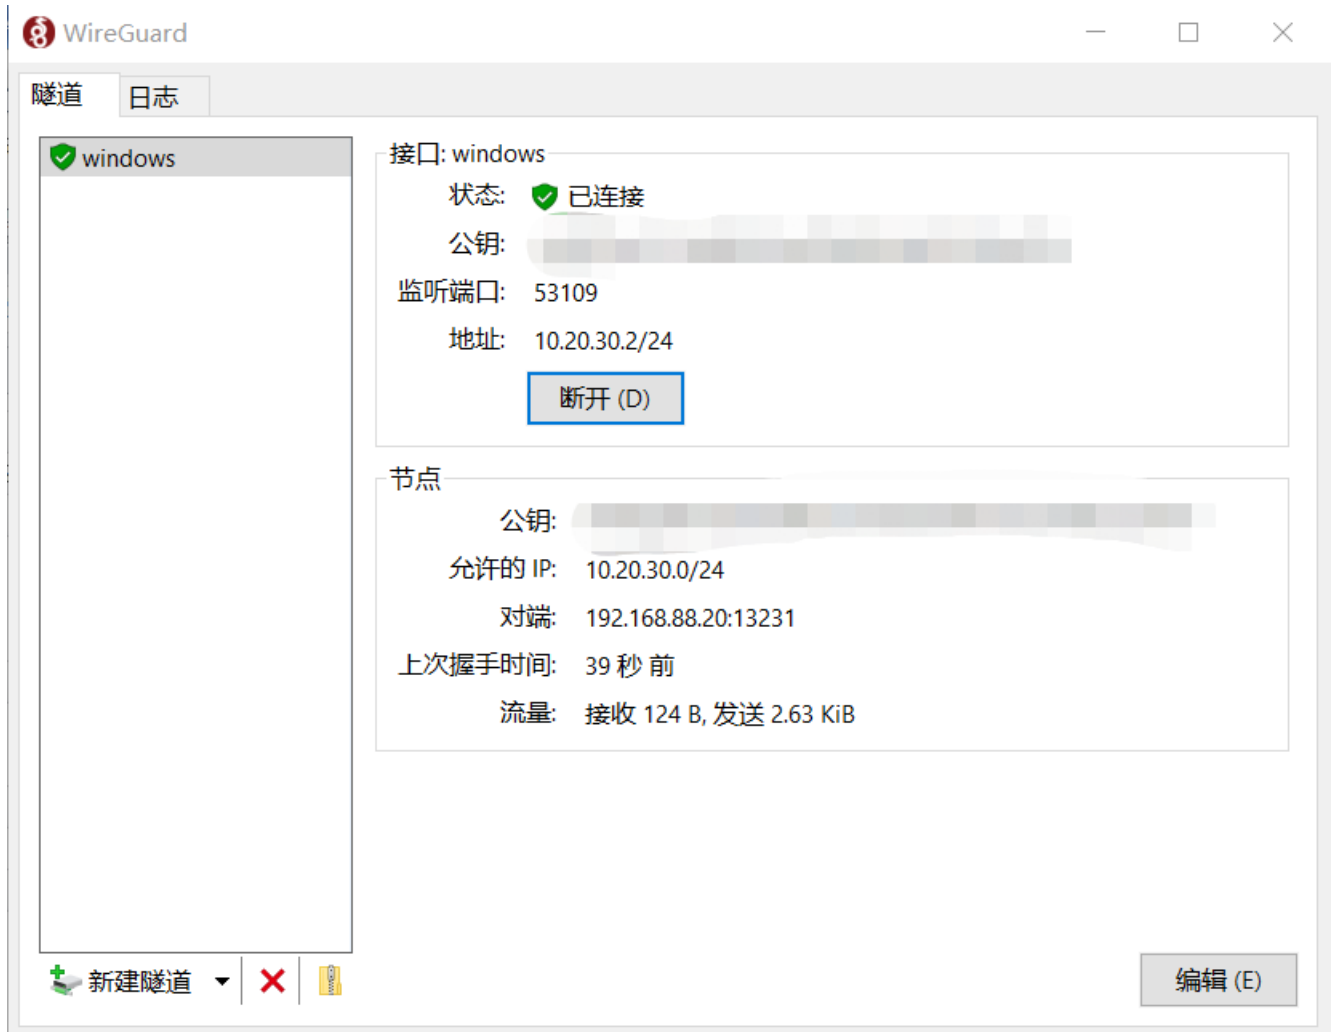 WireGuard
隧道
日志
windows
接口: windows
状态: 已连接
公钥:
监听端口: 53109
地址: 10.20.30.2/24
断开 (D)
节点
公钥:
允许的 IP: 10.20.30.0/24
对端: 192.168.88.20:13231
上次握手时间: 39 秒 前
流量: 接收 124 B, 发送 2.63 KiB
新建隧道
编辑 (E)